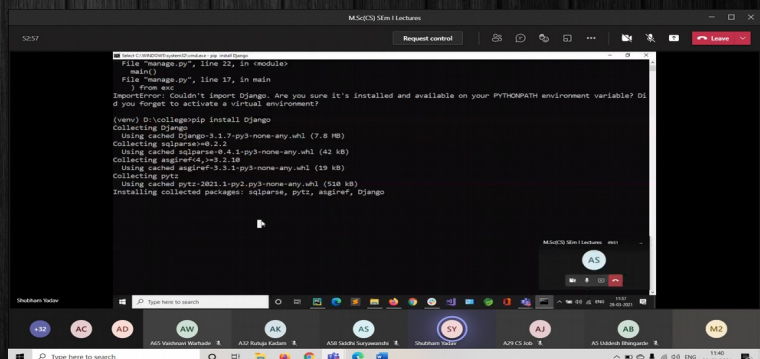 M.Sc(CS) SEm I Lectures
52:57
Request control
Leave
Select C:\WINDOWS\system32\cmd.exe - pip install Django
File "manage.py", line 22, in <module>
main()
File "manage.py", line 17, in main
) from exc
ImportError: Couldn't import Django. Are you sure it's installed and available on your PYTHONPATH environment variable? Di
d you forget to activate a virtual environment?
(venv) D:\college>pip install Django
Collecting Django
Using cached Django-3.1.7-py3-none-any.whl (7.8 MB)
Collecting sqlparse>=0.2.2
Using cached sqlparse-0.4.1-py3-none-any.whl (42 kB)
Collecting asgiref<4,>=3.2.10
Using cached asgiref-3.3.1-py3-none-any.whl (19 kB)
Collecting pytz
Using cached pytz-2021.1-py2.py3-none-any.whl (510 kB)
Installing collected packages: sqlparse, pytz, asgiref, Django
M.Sc(CS) SEm I Lectures
AS
Shubham Yadav
Type here to search
ENG
11:37
+32
AC
AD
AW
AK
AS
SY
AJ
AB
M2
A65 Vaishnavi Warhade
A32 Rutuja Kadam
A58 Siddhi Suryawanshi
Shubham Yadav
A29 CS Job
A5 Uddesh Bhingarde
Type here to search
ENG
11:40